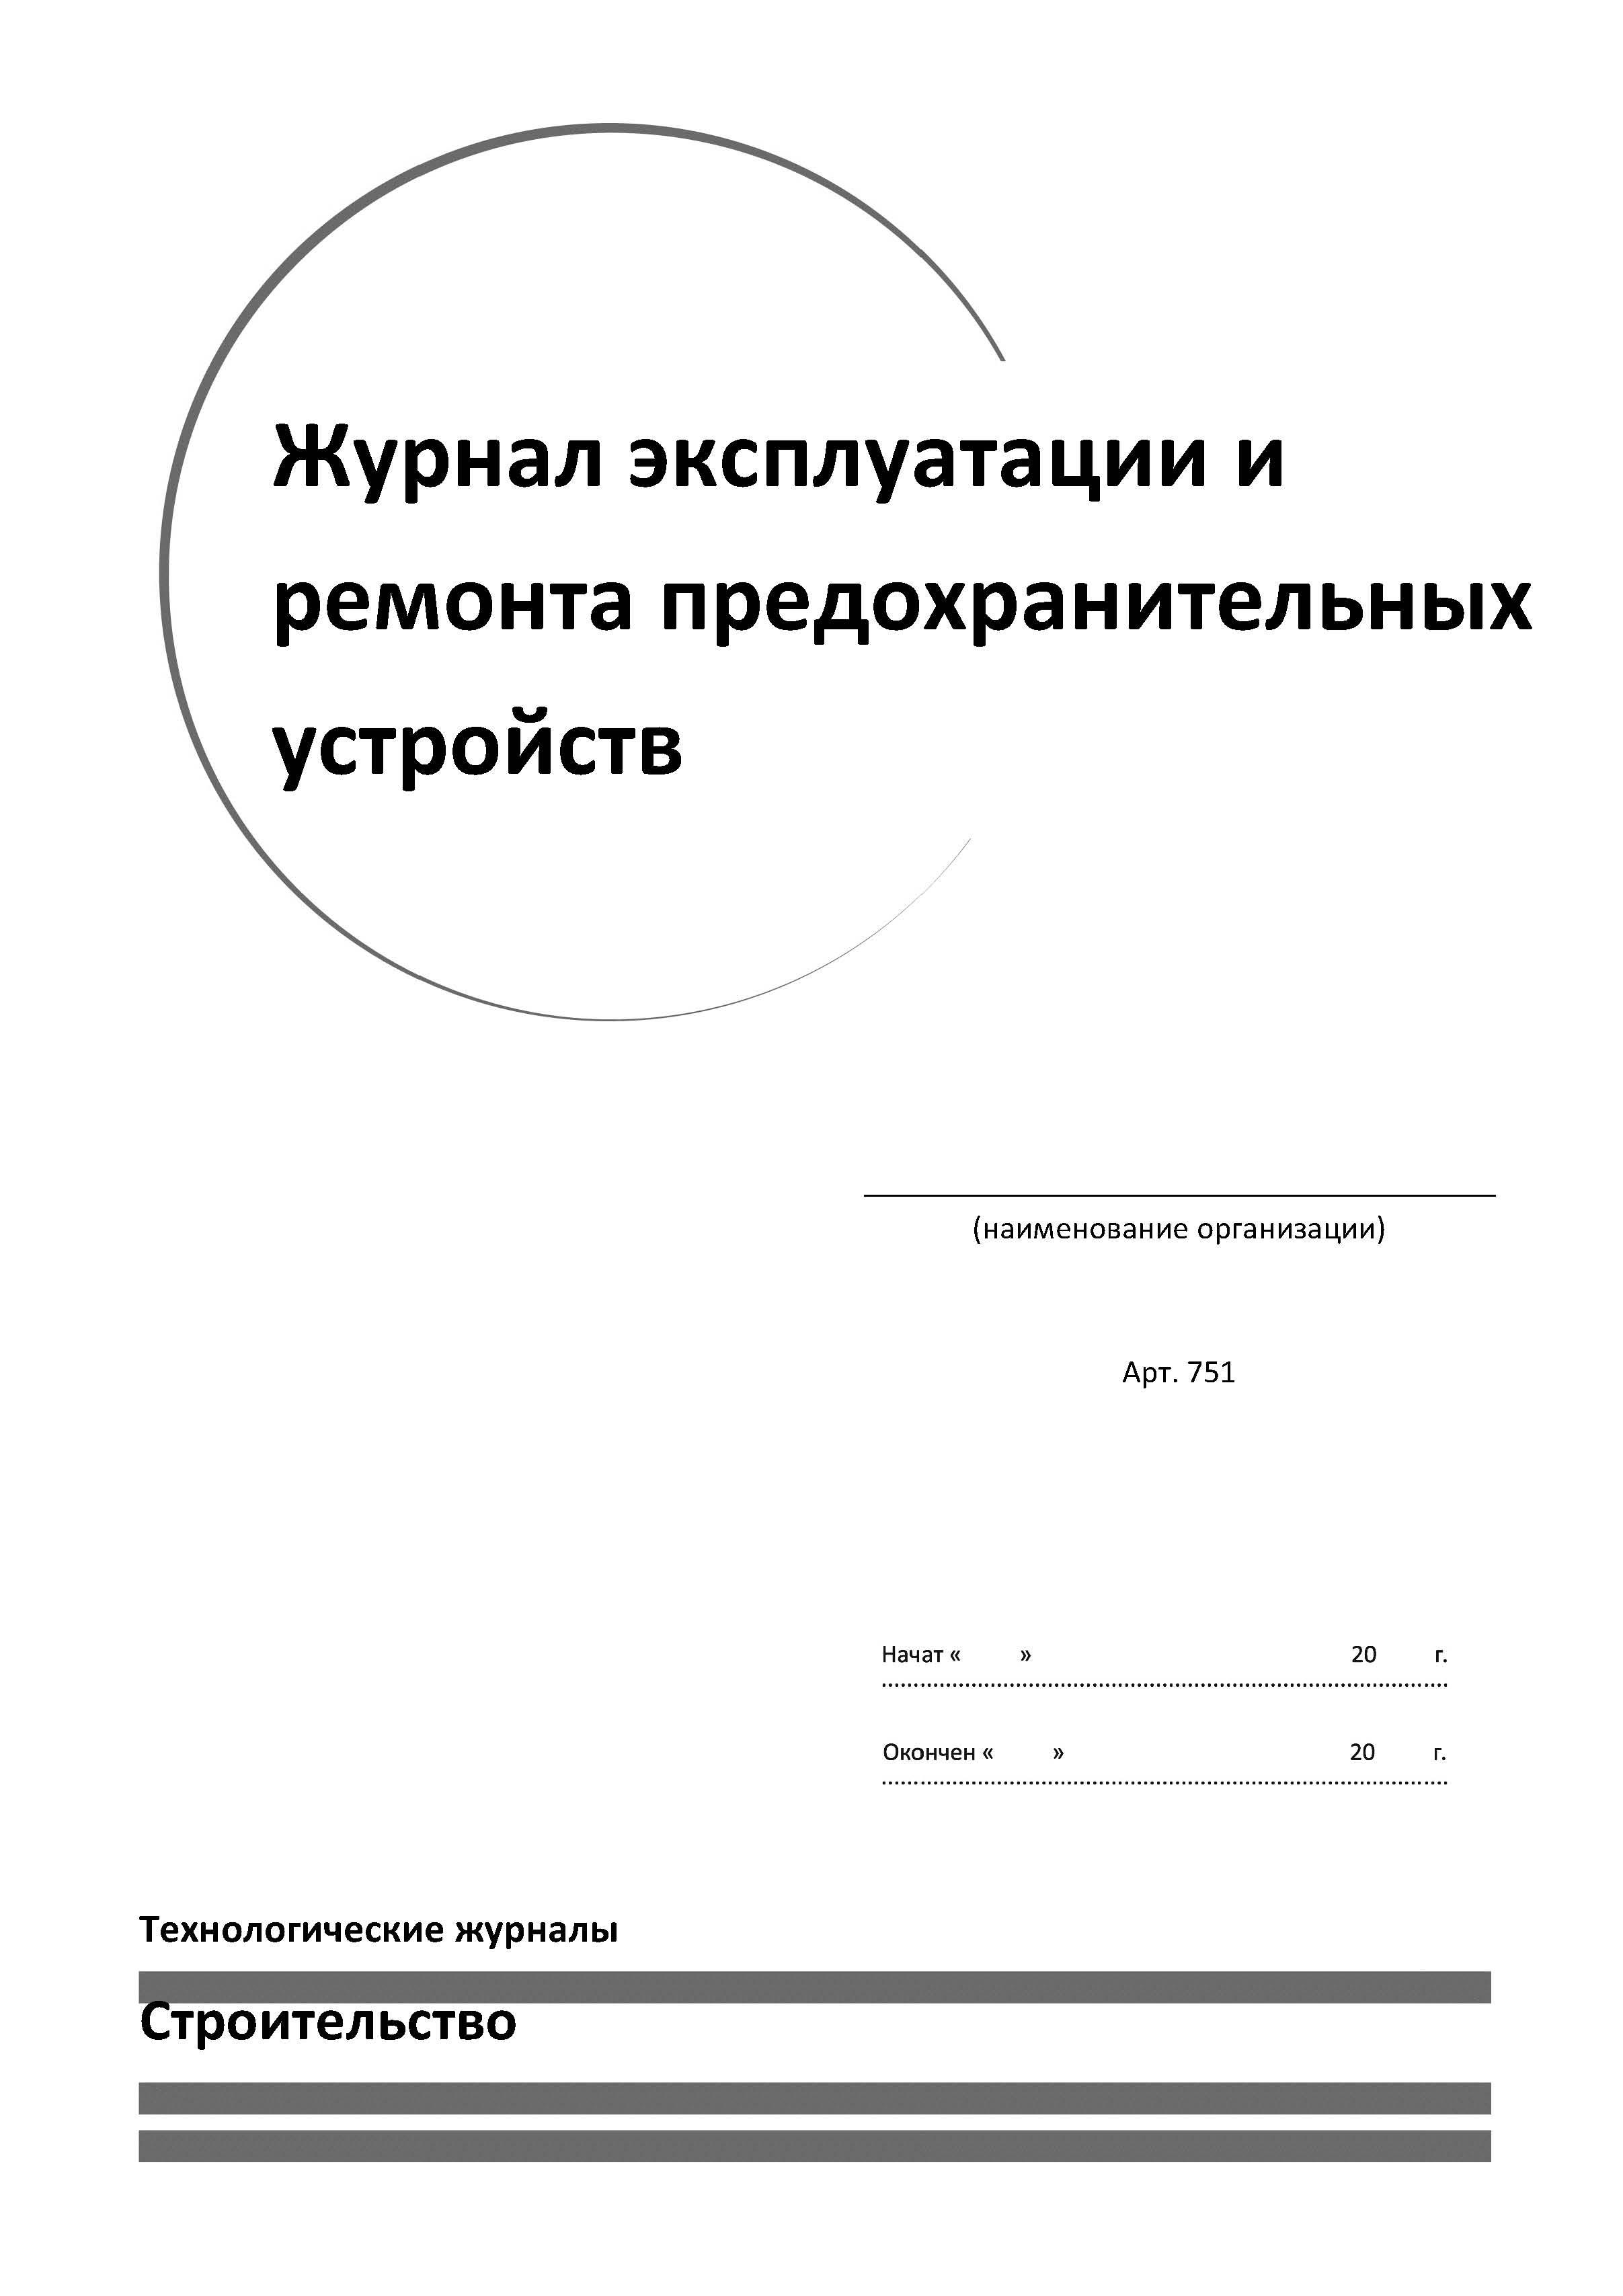 Журнал эксплуатации и
ремонта предохранительных
устройств
(наименование организации)
Арт. 751
Начат « » 20 г.
Окончен « » 20 г.
Технологические журналы
Строительство